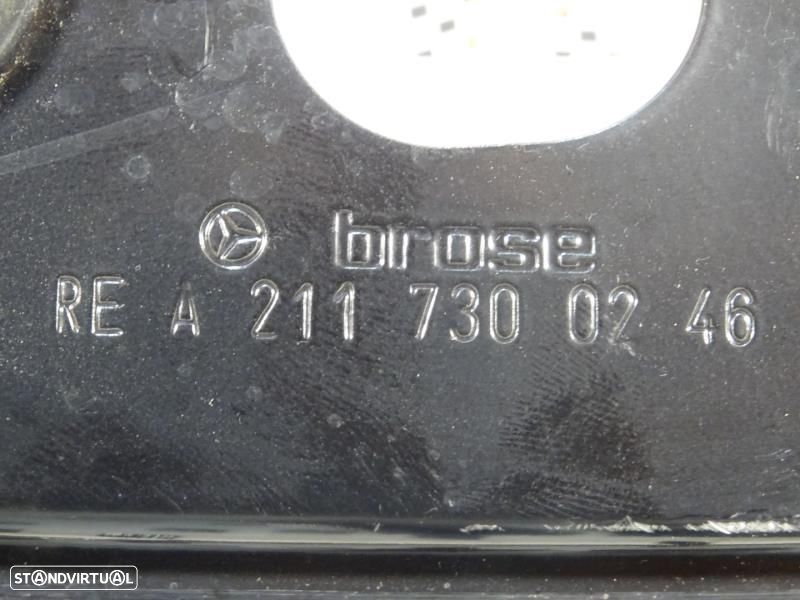 brose
RE A 211 730 02 46
STANDVIRTUAL